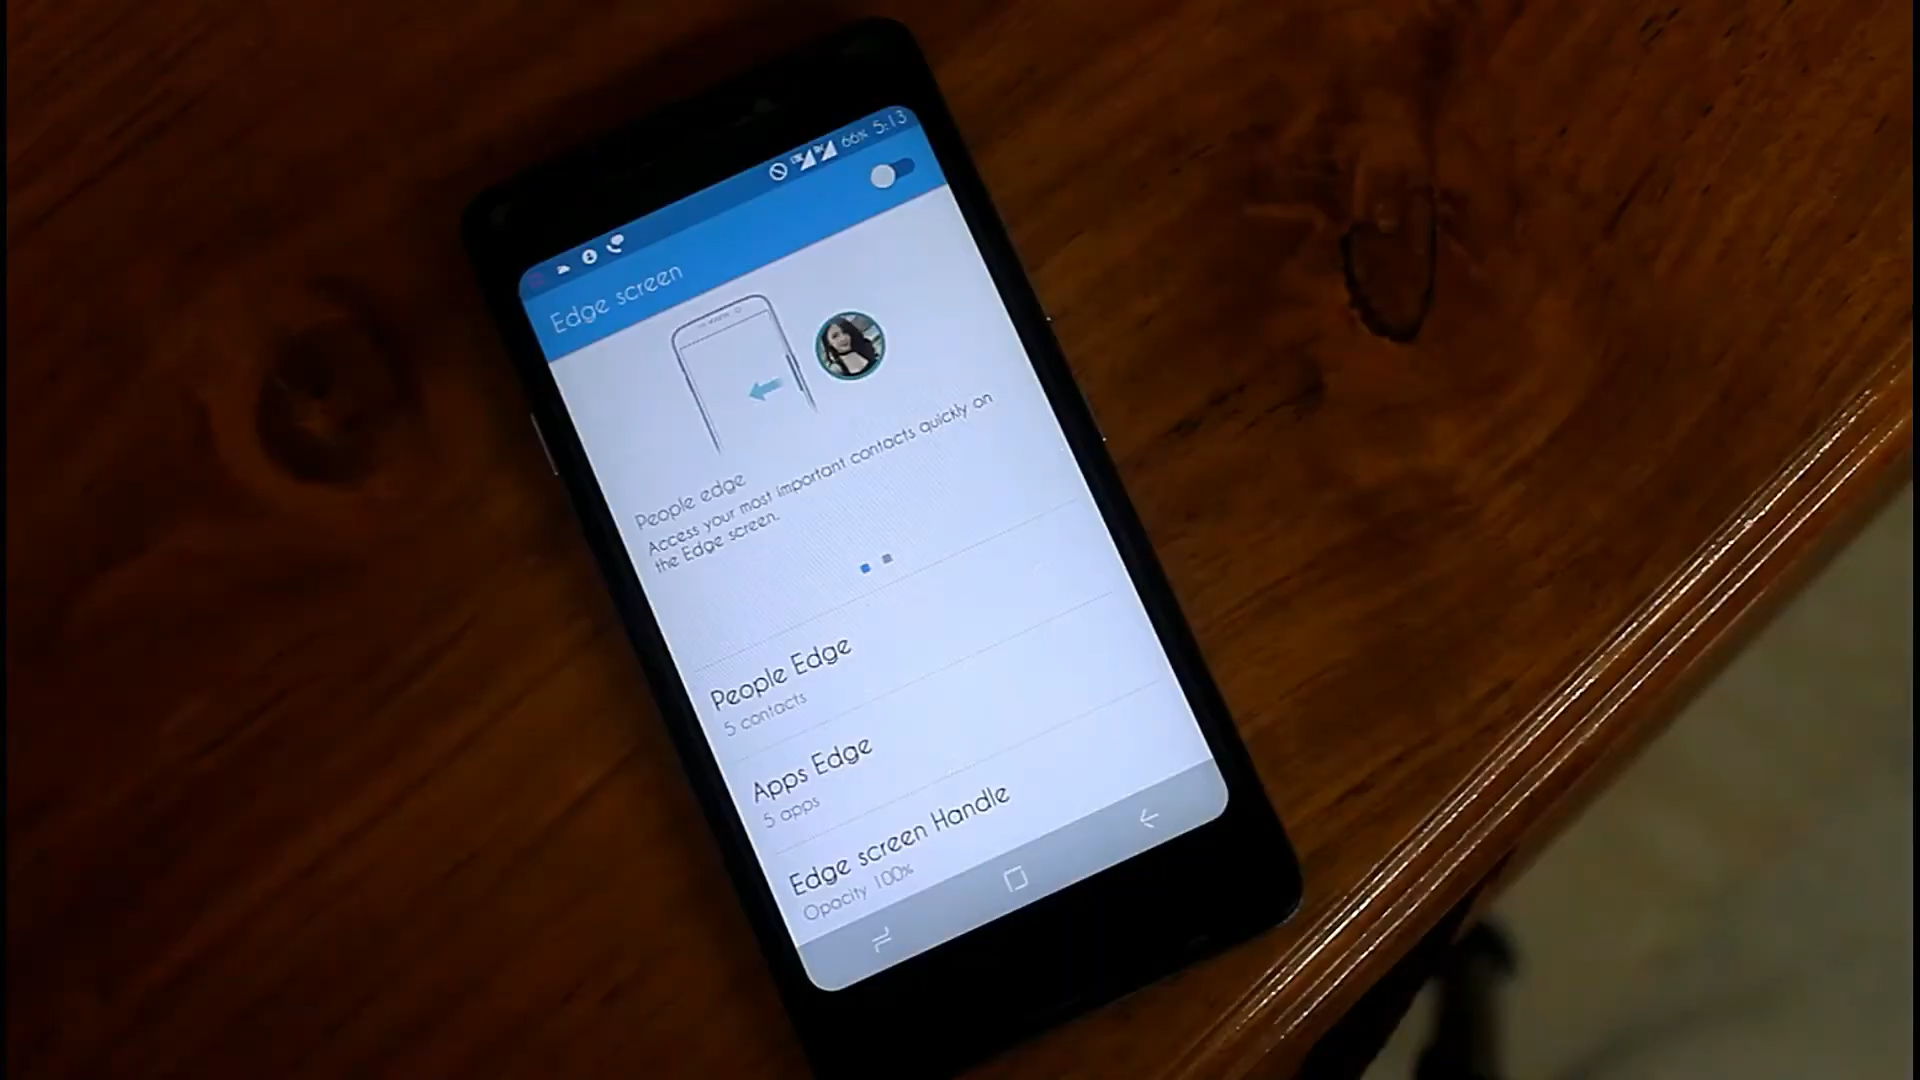 66% 5:13
Edge screen
People edge
Access your most important contacts quickly on
the Edge screen.
People Edge
5 contacts
Apps Edge
5 apps
Edge screen Handle
Opacity 100%